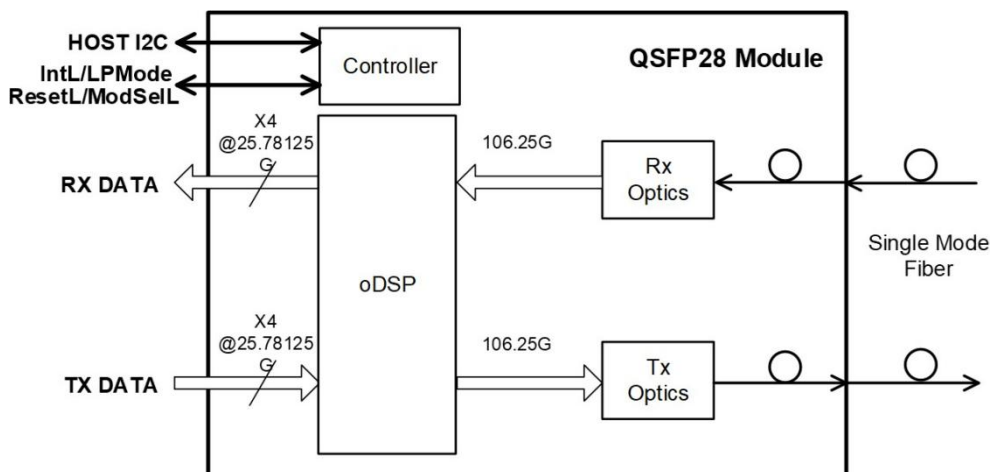 HOST I2C
IntL/LPMode
ResetL/ModSelL
Controller
QSFP28 Module
X4
@25.78125
G
106.25G
RX DATA
Rx
Optics
Single Mode
Fiber
oDSP
X4
@25.78125
G
106.25G
TX DATA
Tx
Optics